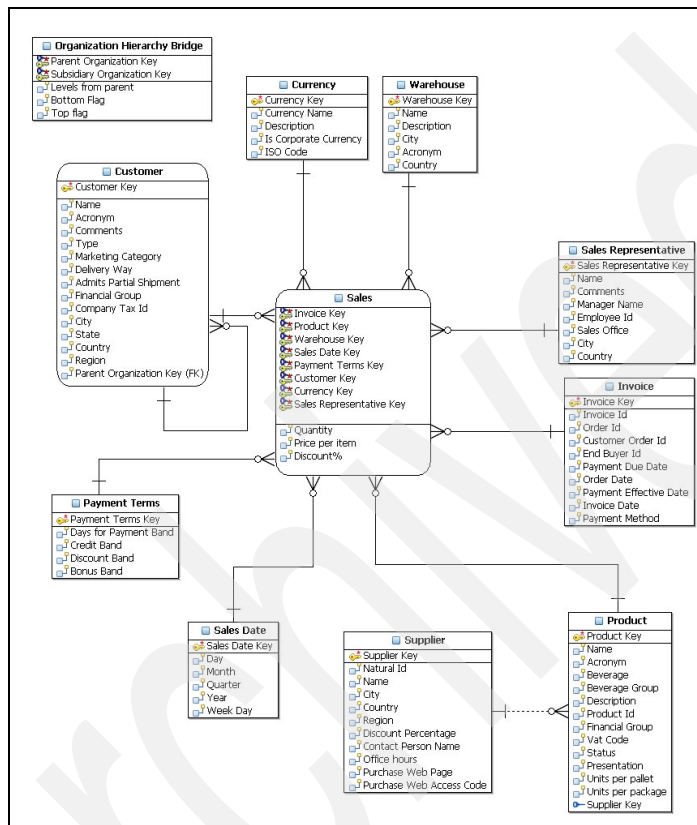 Organization Hierarchy Bridge
Parent Organization Key
Subsidiary Organization Key
Levels from parent
Bottom Flag
Top flag
Currency
Currency Key
Currency Name
Description
Is Corporate Currency
ISO Code
Warehouse
Warehouse Key
Name
Description
City
Acronym
Country
Customer
Customer Key
Name
Acronym
Comments
Type
Marketing Category
Delivery Way
Admits Partial Shipment
Financial Group
Company Tax Id
City
State
Country
Region
Parent Organization Key (FK)
Sales
Invoice Key
Product Key
Warehouse Key
Sales Date Key
Payment Terms Key
Customer Key
Currency Key
Sales Representative Key
Quantity
Price per item
Discount%
Sales Representative
Sales Representative Key
Name
Comments
Manager Name
Employee Id
Sales Office
City
Country
Invoice
Invoice Key
Invoice Id
Order Id
Customer Order Id
End Buyer Id
Payment Due Date
Order Date
Payment Effective Date
Invoice Date
Payment Method
Payment Terms
Payment Terms Key
Days for Payment Band
Credit Band
Discount Band
Bonus Band
Sales Date
Sales Date Key
Day
Month
Quarter
Year
Week Day
Supplier
Supplier Key
Natural Id
Name
City
Country
Region
Discount Percentage
Contact Person Name
Office hours
Purchase Web Page
Purchase Web Access Code
Product
Product Key
Name
Acronym
Beverage
Beverage Group
Description
Product Id
Financial Group
Vat Code
Status
Presentation
Units per pallet
Units per package
Supplier Key